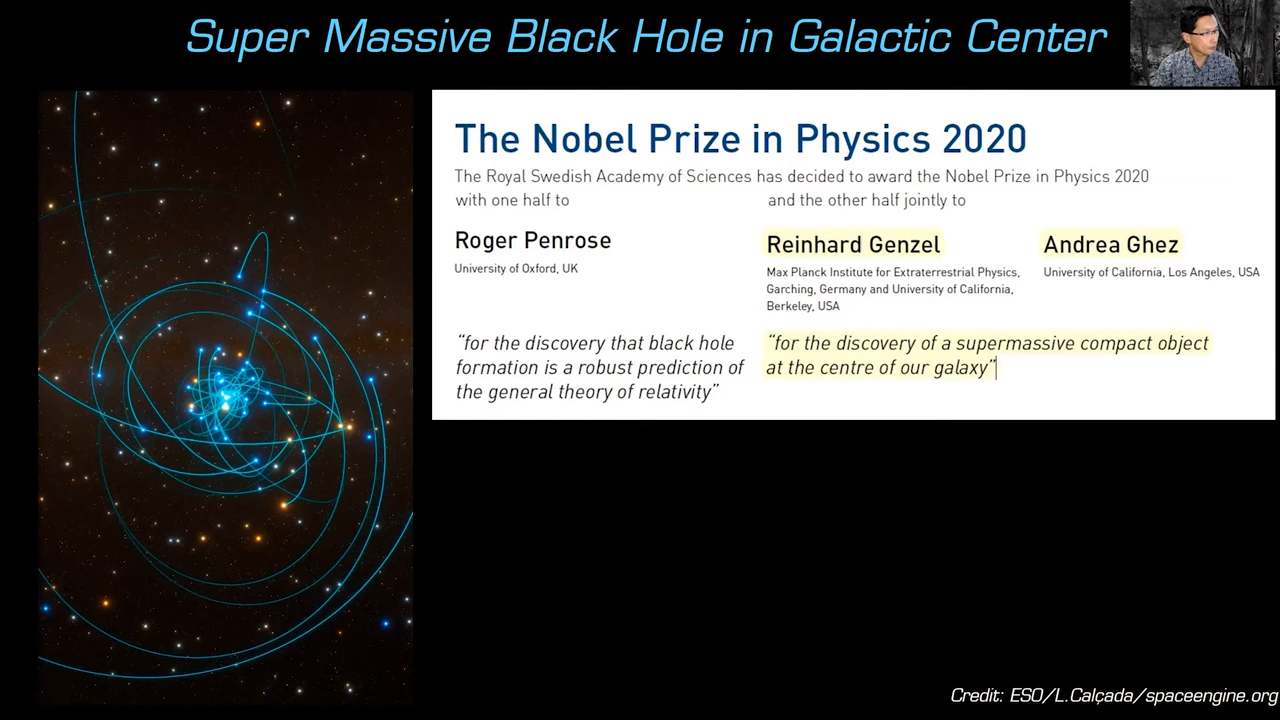 Super Massive Black Hole in Galactic Center
The Nobel Prize in Physics 2020
The Royal Swedish Academy of Sciences has decided to award the Nobel Prize in Physics 2020
with one half to
and the other half jointly to
Roger Penrose
University of Oxford, UK
“for the discovery that black hole
formation is a robust prediction of
the general theory of relativity”
Reinhard Genzel
Max Planck Institute for Extraterrestrial Physics,
Garching, Germany and University of California,
Berkeley, USA
Andrea Ghez
University of California, Los Angeles, USA
“for the discovery of a supermassive compact object
at the centre of our galaxy”
Credit: ESO/L.Calçada/spaceengine.org